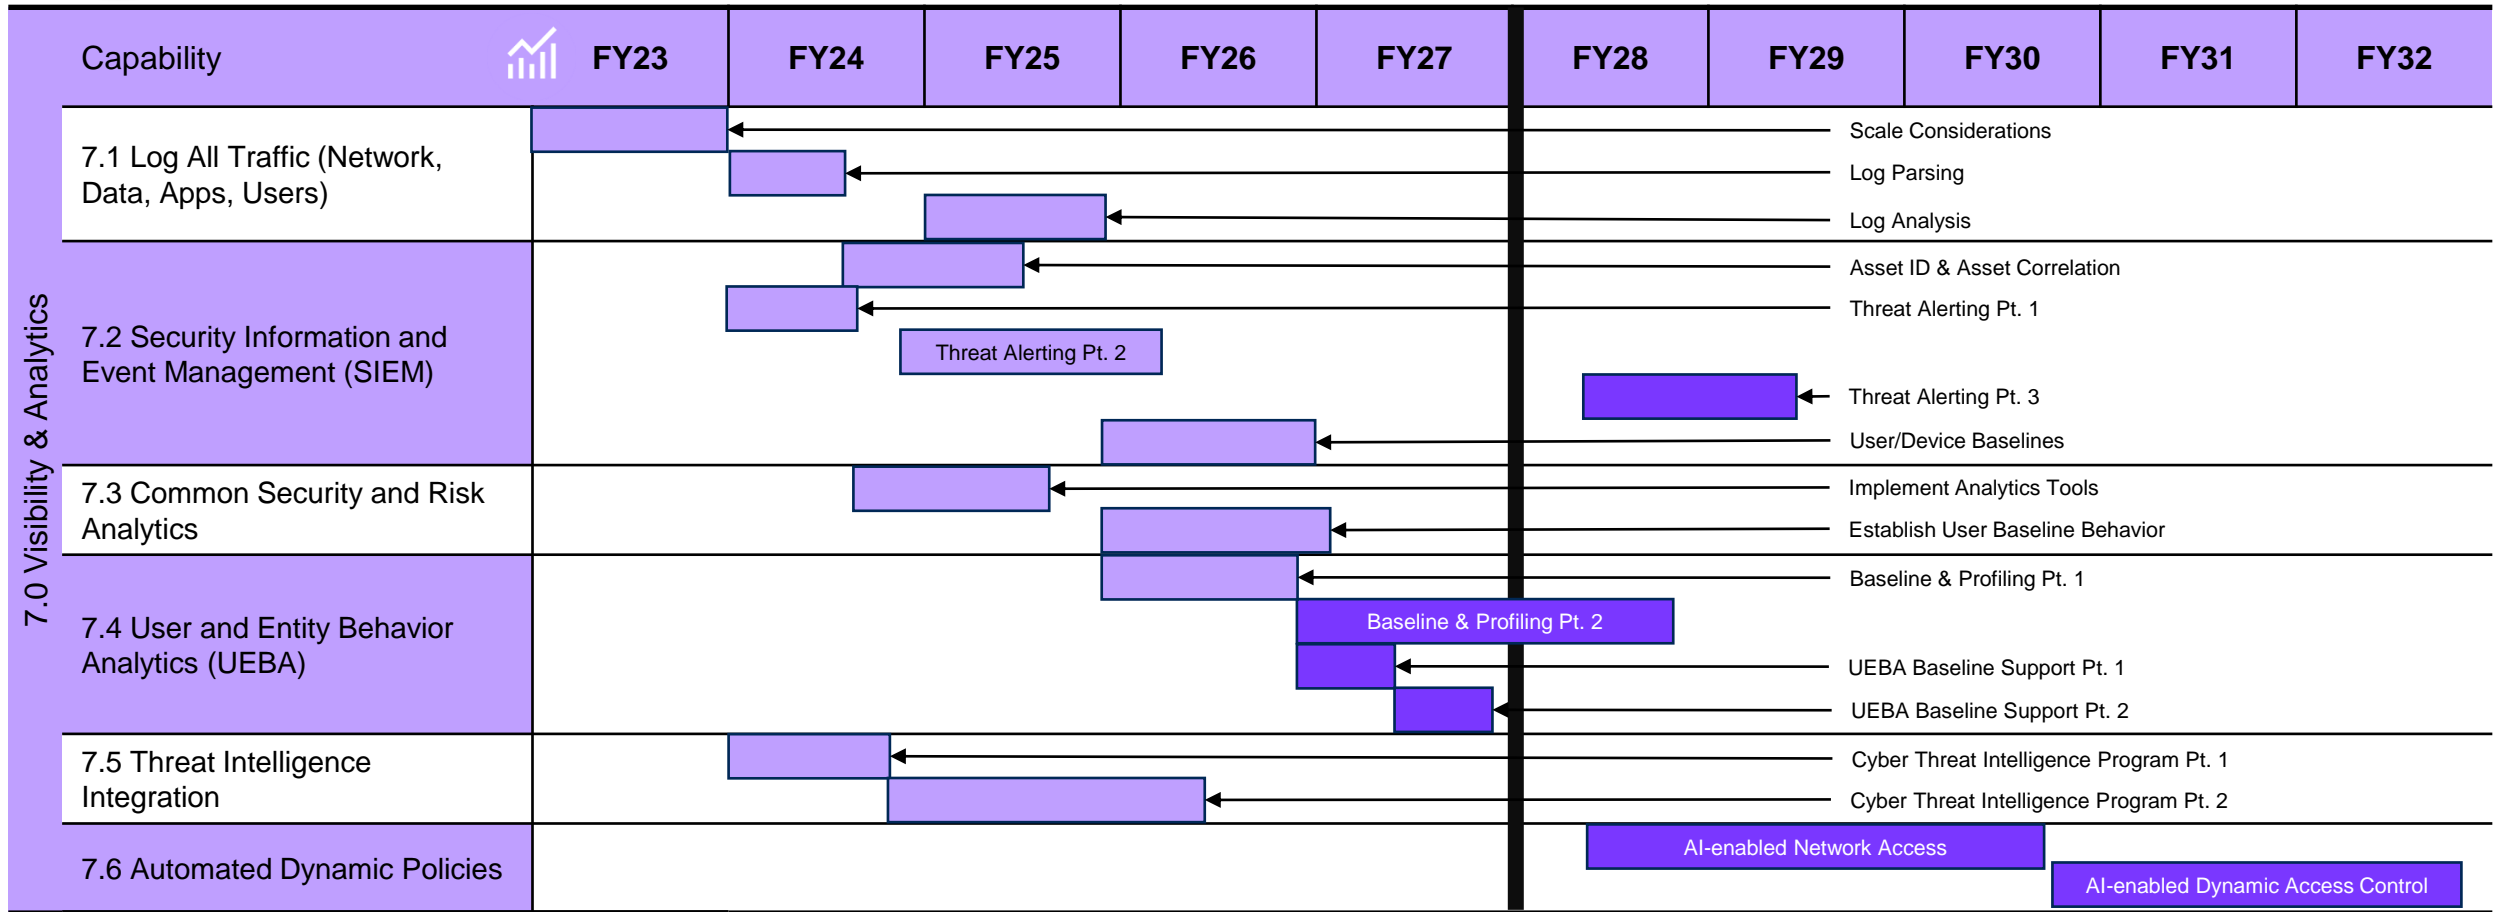 Capability
FY23
FY24
FY25
FY26
FY27
FY28
FY29
FY30
FY31
FY32
7.0 Visibility & Analytics
7.1 Log All Traffic (Network,
Data, Apps, Users)
Scale Considerations
Log Parsing
Log Analysis
7.2 Security Information and
Event Management (SIEM)
Asset ID & Asset Correlation
Threat Alerting Pt. 1
Threat Alerting Pt. 2
Threat Alerting Pt. 3
User/Device Baselines
7.3 Common Security and Risk
Analytics
Implement Analytics Tools
Establish User Baseline Behavior
7.4 User and Entity Behavior
Analytics (UEBA)
Baseline & Profiling Pt. 1
Baseline & Profiling Pt. 2
UEBA Baseline Support Pt. 1
UEBA Baseline Support Pt. 2
7.5 Threat Intelligence
Integration
Cyber Threat Intelligence Program Pt. 1
Cyber Threat Intelligence Program Pt. 2
7.6 Automated Dynamic Policies
AI-enabled Network Access
AI-enabled Dynamic Access Control